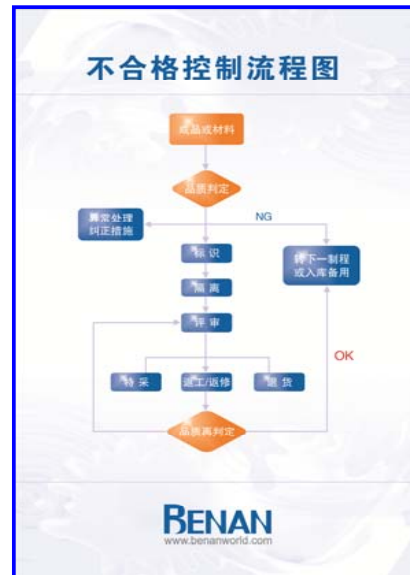 不合格控制流程图
成品或材料
品质判定
异常处理
纠正措施
NG
标识
转下一制程
或入库备用
隔离
评审
OK
特采
返工/返修
退货
品质再判定
BENAN
www.benanworld.com